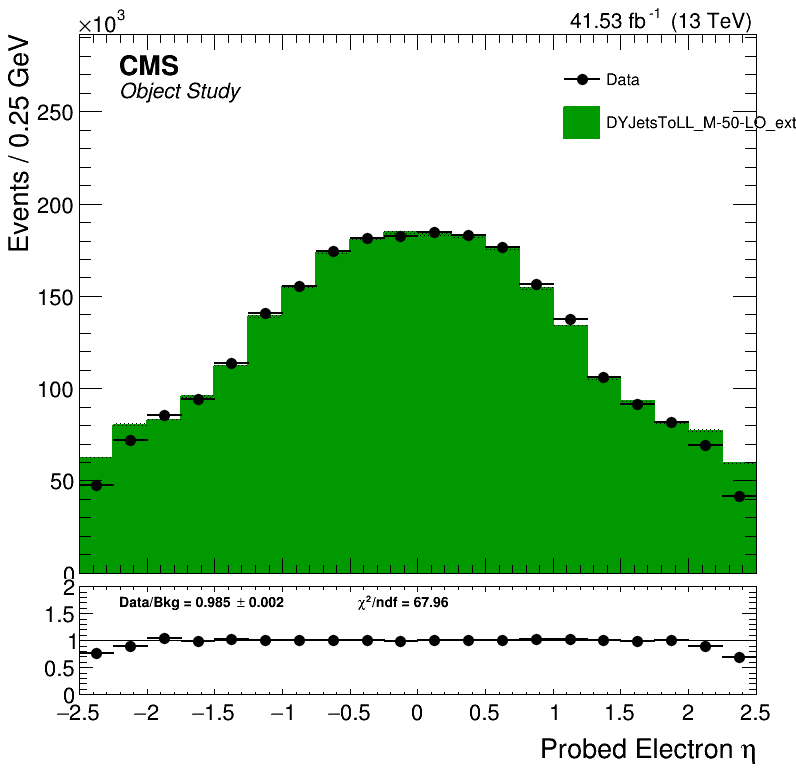 ×10³
41.53 fb⁻¹ (13 TeV)
Events / 0.25 GeV
CMS
Object Study
Data
DYJetsToLL_M-50-LO_ext
250
200
150
100
50
0
2
1.5
1
0.5
0
Data/Bkg = 0.985 ± 0.002
χ²/ndf = 67.96
−2.5 −2 −1.5 −1 −0.5 0 0.5 1 1.5 2 2.5
Probed Electron η